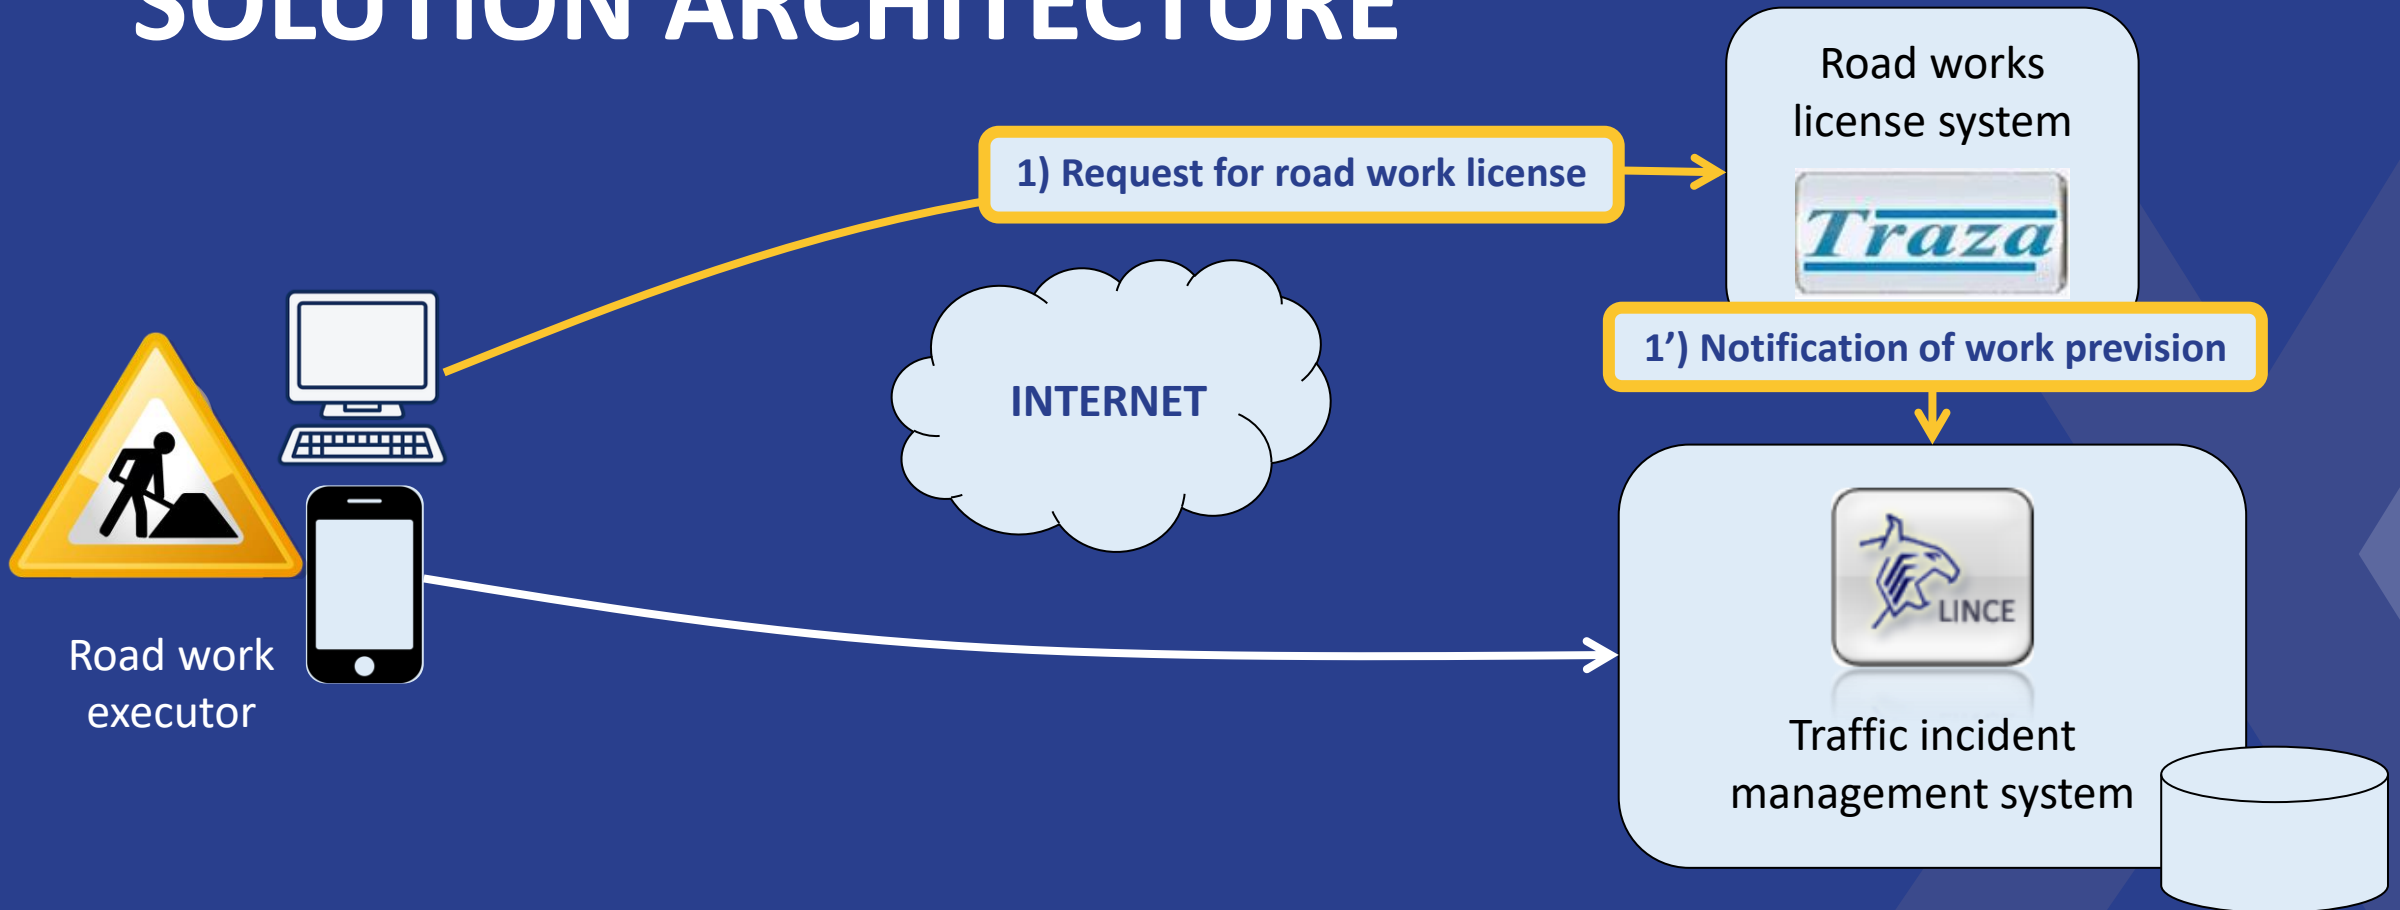 SOLUTION ARCHITECTURE
Road works
license system
1) Request for road work license
Traza
1’) Notification of work prevision
INTERNET
LINCE
Road work
executor
Traffic incident
management system